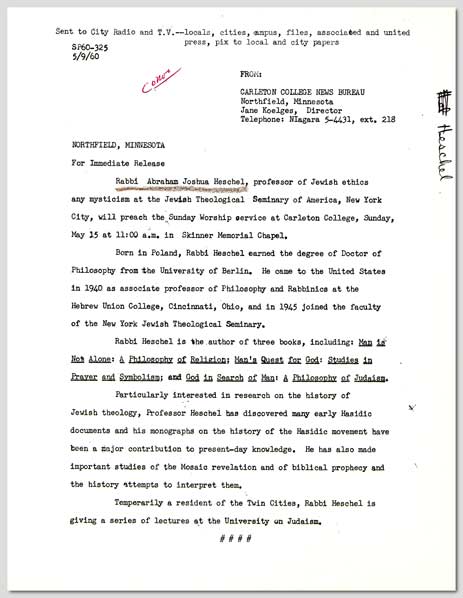 Sent to City Radio and T.V.--locals, cities, campus, files, associated and united
press, pix to local and city papers
SP60-325
5/9/60
FROM:
CARLETON COLLEGE NEWS BUREAU
Northfield, Minnesota
Jane Koelges, Director
Telephone: NIagara 5-4431, ext. 218
Heschel
NORTHFIELD, MINNESOTA
For Immediate Release
Rabbi Abraham Joshua Heschel, professor of Jewish ethics
any mysticism at the Jewish Theological Seminary of America, New York
City, will preach the Sunday Worship service at Carleton College, Sunday,
May 15 at 11:00 a.m. in Skinner Memorial Chapel.
Born in Poland, Rabbi Heschel earned the degree of Doctor of
Philosophy from the University of Berlin. He came to the United States
in 1940 as associate professor of Philosophy and Rabbinics at the
Hebrew Union College, Cincinnati, Ohio, and in 1945 joined the faculty
of the New York Jewish Theological Seminary.
Rabbi Heschel is the author of three books, including: Man is
Not Alone: A Philosophy of Religion; Man's Quest for God: Studies in
Prayer and Symbolism; and God in Search of Man: A Philosophy of Judaism.
Particularly interested in research on the history of
Jewish theology, Professor Heschel has discovered many early Hasidic
documents and his monographs on the history of the Hasidic movement have
been a major contribution to present-day knowledge. He has also made
important studies of the Mosaic revelation and of biblical prophecy and
the history attempts to interpret them.
Temperarily a resident of the Twin Cities, Rabbi Heschel is
giving a series of lectures at the University on Judaism.
# # # #